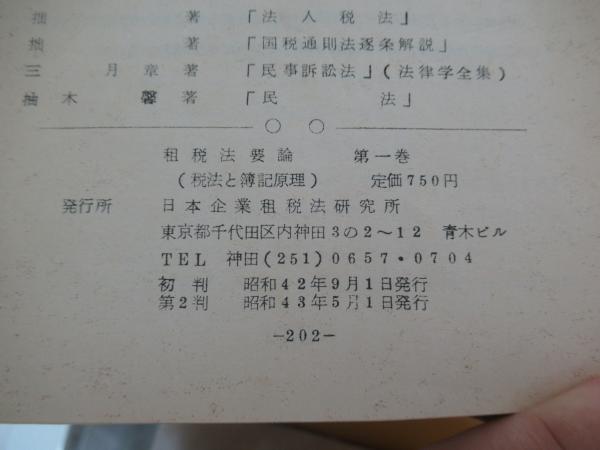 拙 著 「法人税法」
拙 著 「国税通則法逐条解説」
三月章著 「民事訴訟法」(法律学全集)
柚木馨著 「民法」
○○
租税法要論 第一巻
(税法と簿記原理) 定価750円
発行所 日本企業租税法研究所
東京都千代田区内神田3の2〜12 青木ビル
TEL 神田(251)0657・0704
初判 昭和42年9月1日発行
第2判 昭和43年5月1日発行
-202-